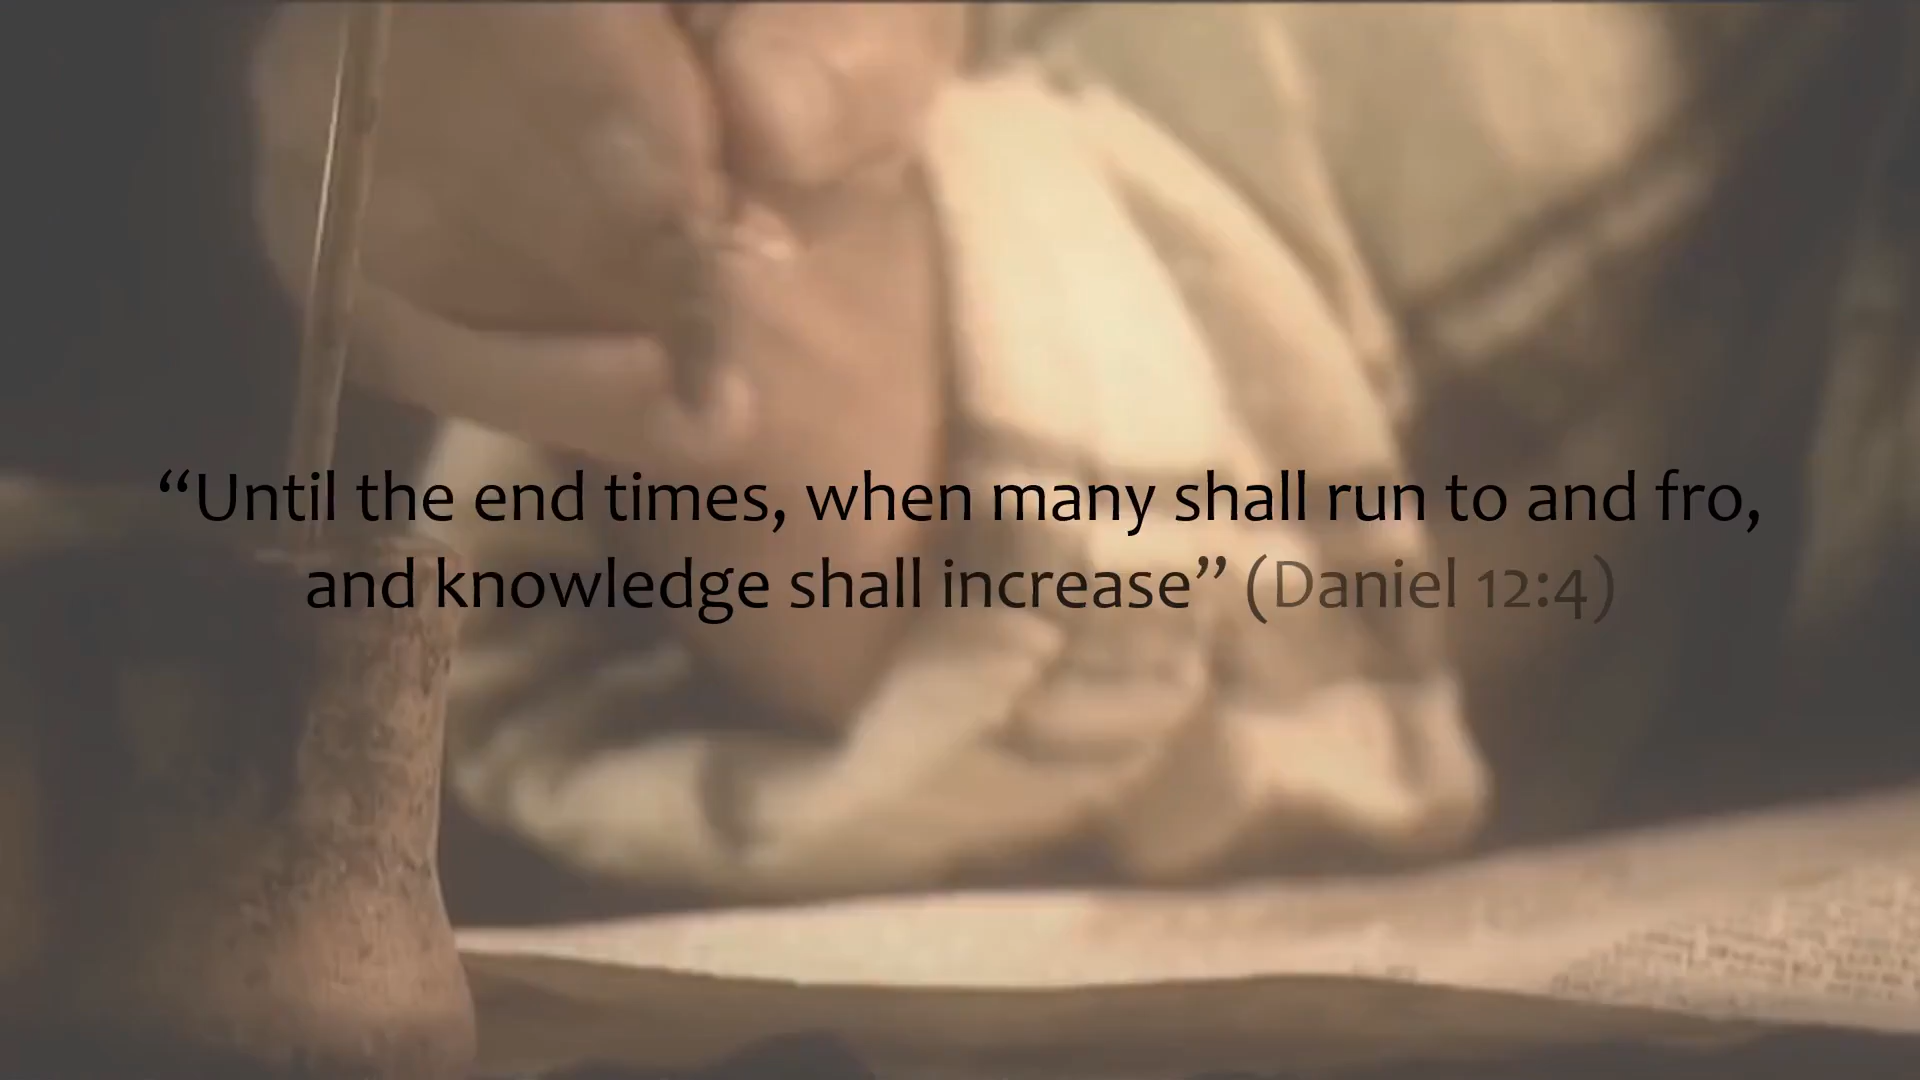 “Until the end times, when many shall run to and fro,
and knowledge shall increase” (Daniel 12:4)